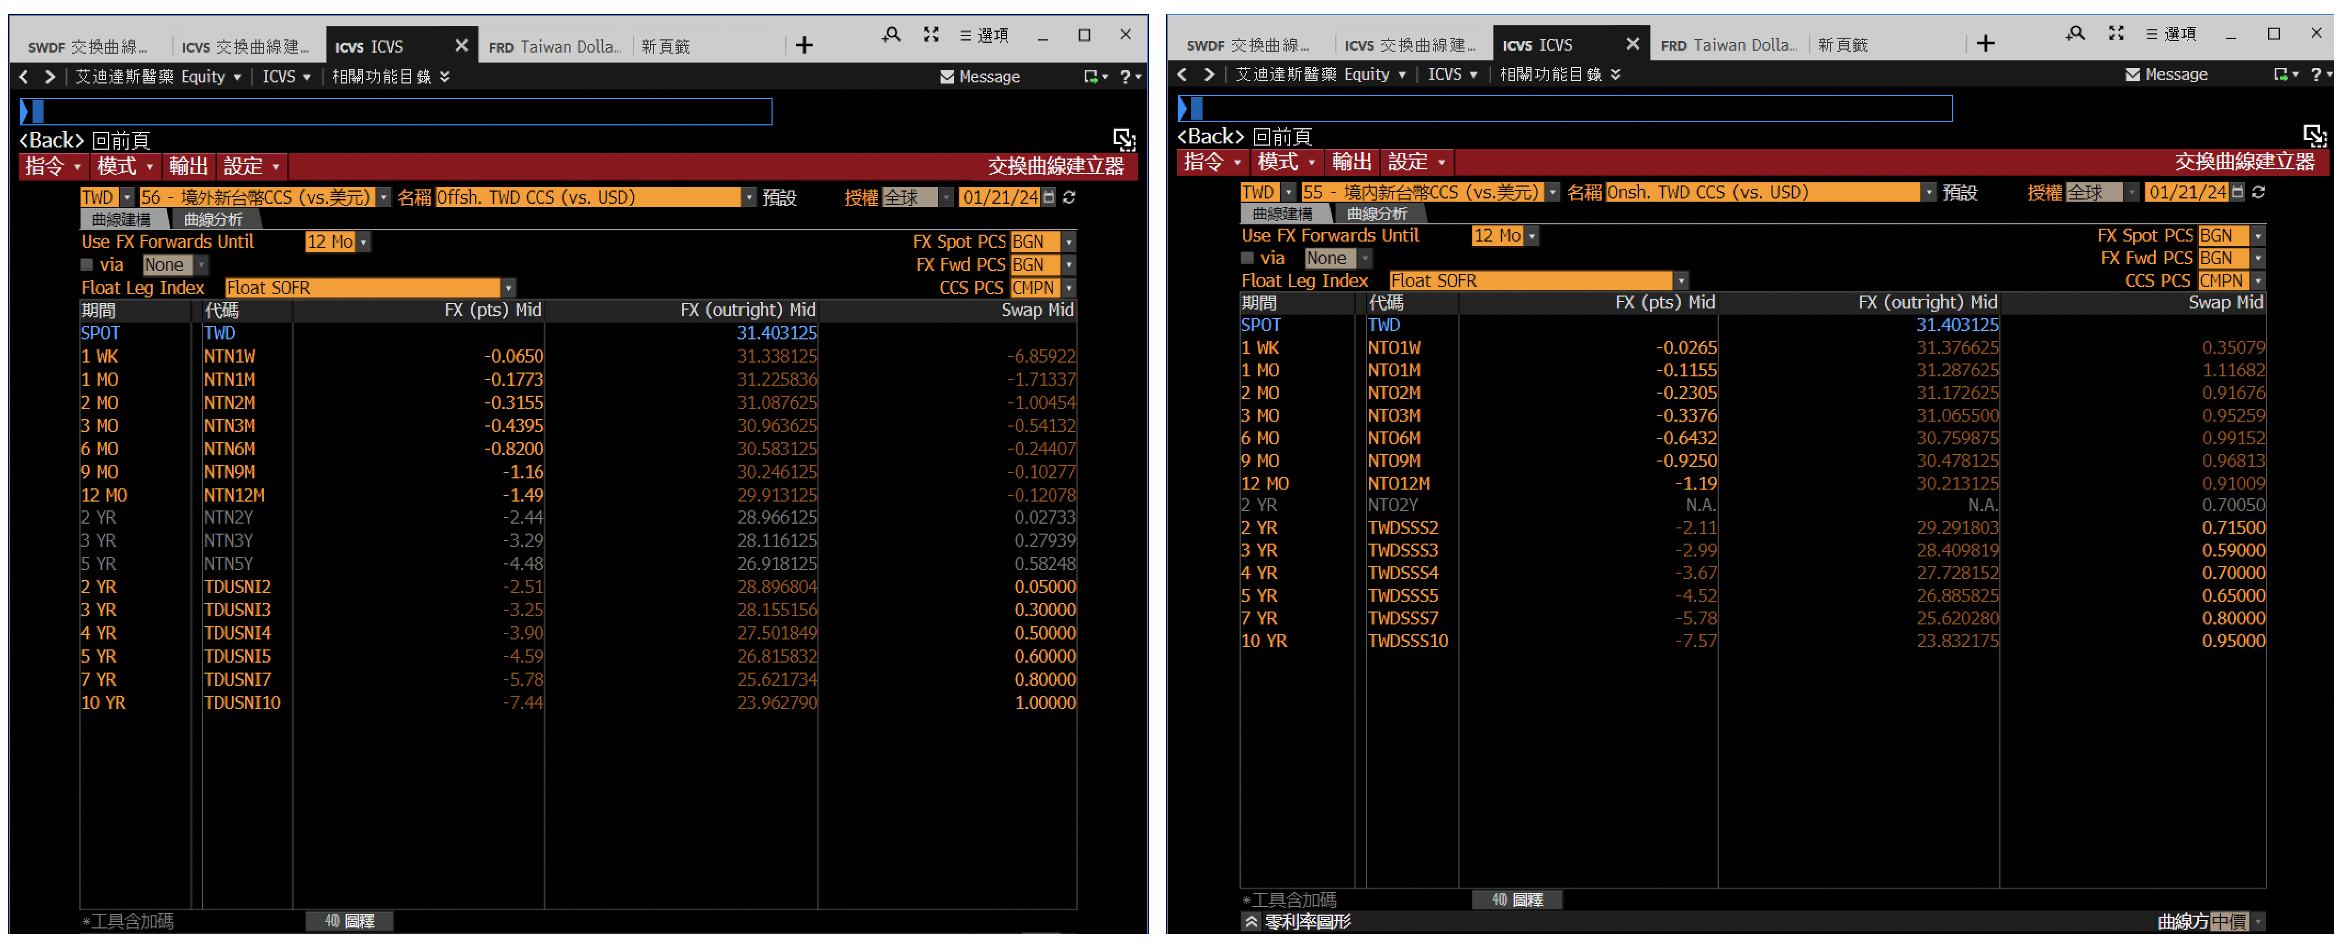 SWDF 交換曲線... ICVS 交換曲線建... ICVS ICVS FRD Taiwan Dolla... 新頁籤 選項
艾迪達斯醫藥 Equity ICVS 相關功能目錄 Message ?
<Back> 回前頁
指令 模式 輸出 設定 交換曲線建立器
TWD 56 - 境外新台幣CCS (vs.美元) 名稱 Offsh. TWD CCS (vs. USD) 預設 授權 全球 01/21/24
曲線建構 曲線分析
Use FX Forwards Until 12 Mo FX Spot PCS BGN
via None FX Fwd PCS BGN
Float Leg Index Float SOFR CCS PCS CMPN
期間 代碼 FX (pts) Mid FX (outright) Mid Swap Mid
SPOT TWD 31.403125
1 WK NTN1W -0.0650 31.338125 -6.85922
1 MO NTN1M -0.1773 31.225836 -1.71337
2 MO NTN2M -0.3155 31.087625 -1.00454
3 MO NTN3M -0.4395 30.963625 -0.54132
6 MO NTN6M -0.8200 30.583125 -0.24407
9 MO NTN9M -1.16 30.246125 -0.10277
12 MO NTN12M -1.49 29.913125 -0.12078
2 YR NTN2Y -2.44 28.966125 0.02733
3 YR NTN3Y -3.29 28.116125 0.27939
5 YR NTN5Y -4.48 26.918125 0.58248
2 YR TDUSNI2 -2.51 28.896804 0.05000
3 YR TDUSNI3 -3.25 28.155156 0.30000
4 YR TDUSNI4 -3.90 27.501849 0.50000
5 YR TDUSNI5 -4.59 26.815832 0.60000
7 YR TDUSNI7 -5.78 25.621734 0.80000
10 YR TDUSNI10 -7.44 23.962790 1.00000
*工具含加碼 40) 圖釋
SWDF 交換曲線... ICVS 交換曲線建... ICVS ICVS FRD Taiwan Dolla... 新頁籤 選項
艾迪達斯醫藥 Equity ICVS 相關功能目錄 Message ?
<Back> 回前頁
指令 模式 輸出 設定 交換曲線建立器
TWD 55 - 境內新台幣CCS (vs.美元) 名稱 Onsh. TWD CCS (vs. USD) 預設 授權 全球 01/21/24
曲線建構 曲線分析
Use FX Forwards Until 12 Mo FX Spot PCS BGN
via None FX Fwd PCS BGN
Float Leg Index Float SOFR CCS PCS CMPN
期間 代碼 FX (pts) Mid FX (outright) Mid Swap Mid
SPOT TWD 31.403125
1 WK NTO1W -0.0265 31.376625 0.35079
1 MO NTO1M -0.1155 31.287625 1.11682
2 MO NTO2M -0.2305 31.172625 0.91676
3 MO NTO3M -0.3376 31.065500 0.95259
6 MO NTO6M -0.6432 30.759875 0.99152
9 MO NTO9M -0.9250 30.478125 0.96813
12 MO NTO12M -1.19 30.213125 0.91009
2 YR NTO2Y N.A. N.A. 0.70050
2 YR TWDSSS2 -2.11 29.291803 0.71500
3 YR TWDSSS3 -2.99 28.409819 0.59000
4 YR TWDSSS4 -3.67 27.728152 0.70000
5 YR TWDSSS5 -4.52 26.885825 0.65000
7 YR TWDSSS7 -5.78 25.620280 0.80000
10 YR TWDSSS10 -7.57 23.832175 0.95000
*工具含加碼 40) 圖釋
零利率圖形 曲線方 中價